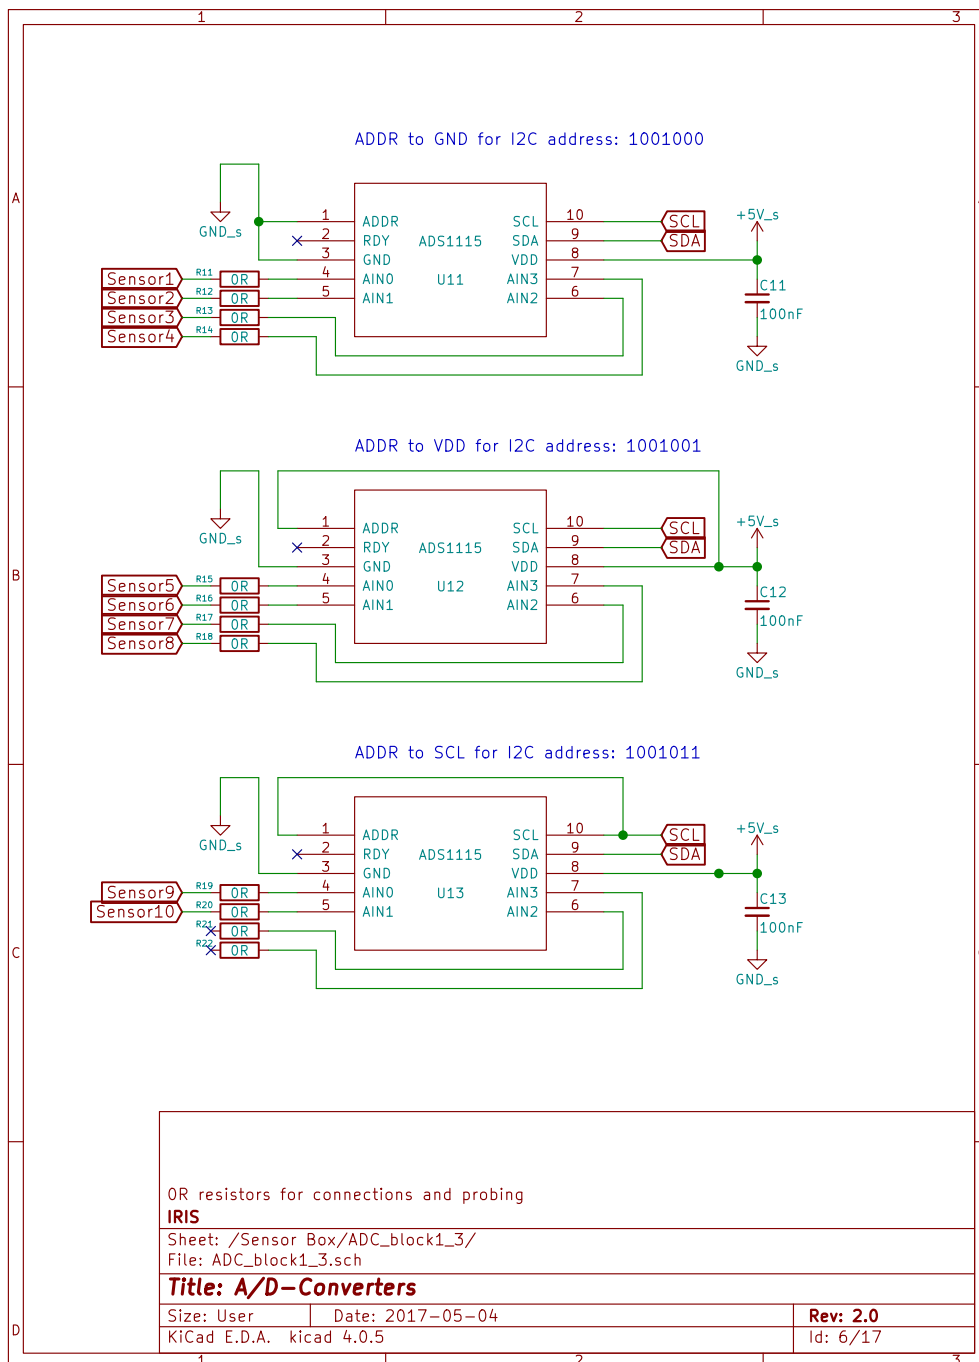 1 2 3
ADDR to GND for I2C address: 1001000
A
GND_s
1 ADDR SCL 10 SCL
2 RDY ADS1115 SDA 9 SDA
3 GND VDD 8
+5V_s
Sensor1 R11 0R 4 AIN0 U11 AIN3 7
Sensor2 R12 0R 5 AIN1 AIN2 6
Sensor3 R13 0R
Sensor4 R14 0R
C11
100nF
GND_s
ADDR to VDD for I2C address: 1001001
GND_s
1 ADDR SCL 10 SCL
2 RDY ADS1115 SDA 9 SDA
3 GND VDD 8
+5V_s
B
Sensor5 R15 0R 4 AIN0 U12 AIN3 7
Sensor6 R16 0R 5 AIN1 AIN2 6
Sensor7 R17 0R
Sensor8 R18 0R
C12
100nF
GND_s
ADDR to SCL for I2C address: 1001011
GND_s
1 ADDR SCL 10 SCL
2 RDY ADS1115 SDA 9 SDA
3 GND VDD 8
+5V_s
Sensor9 R19 0R 4 AIN0 U13 AIN3 7
Sensor10 R20 0R 5 AIN1 AIN2 6
R21 0R
R22 0R
C13
100nF
C
GND_s
0R resistors for connections and probing
IRIS
Sheet: /Sensor Box/ADC_block1_3/
File: ADC_block1_3.sch
Title: A/D-Converters
Size: User Date: 2017-05-04 Rev: 2.0
D
KiCad E.D.A. kicad 4.0.5 Id: 6/17
1 2 3